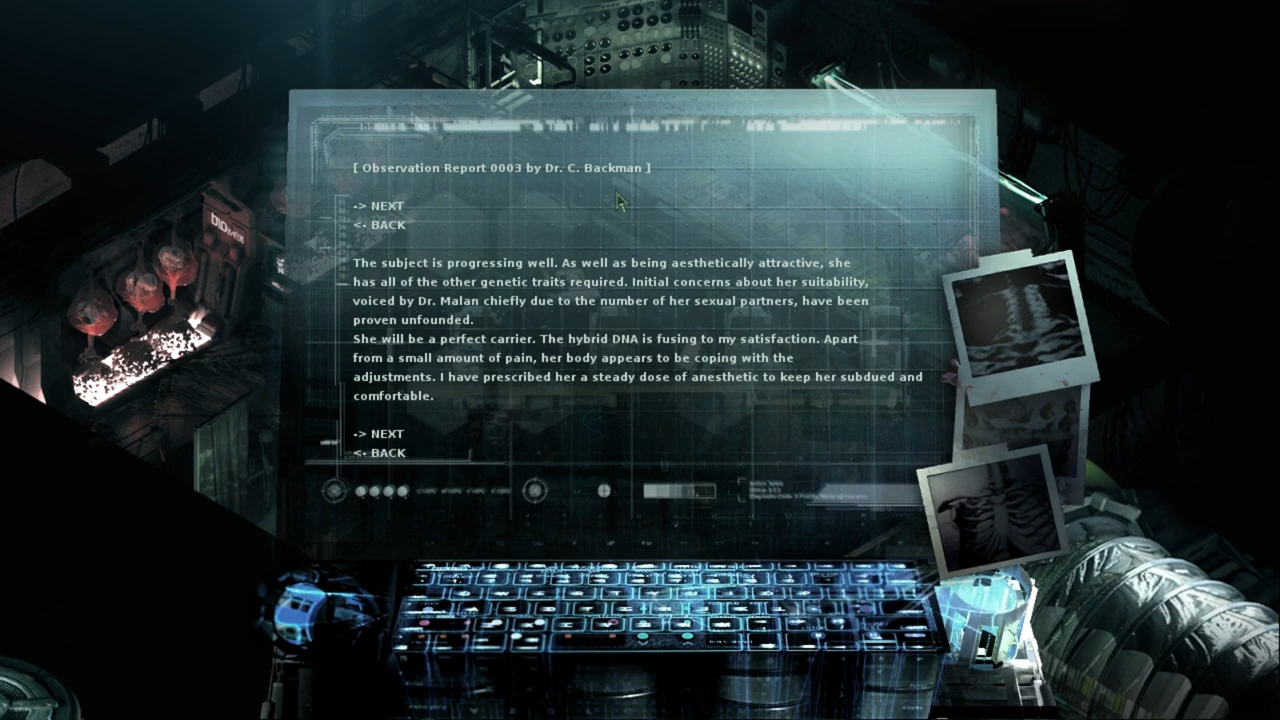 [ Observation Report 0003 by Dr. C. Backman ]
-> NEXT
<- BACK
The subject is progressing well. As well as being aesthetically attractive, she
has all of the other genetic traits required. Initial concerns about her suitability,
voiced by Dr. Malan chiefly due to the number of her sexual partners, have been
proven unfounded.
She will be a perfect carrier. The hybrid DNA is fusing to my satisfaction. Apart
from a small amount of pain, her body appears to be coping with the
adjustments. I have prescribed her a steady dose of anesthetic to keep her subdued and
comfortable.
-> NEXT
<- BACK